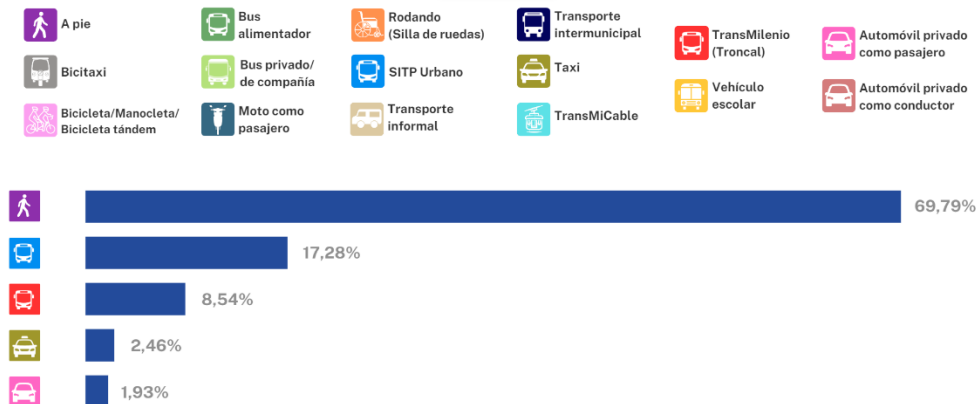 A pie
Bus
alimentador
Rodando
(Silla de ruedas)
Transporte
intermunicipal
TransMilenio
(Troncal)
Automóvil privado
como pasajero
Bicitaxi
Bus privado/
de compañía
SITP Urbano
Taxi
Vehículo
escolar
Automóvil privado
como conductor
Bicicleta/Manocleta/
Bicicleta tándem
Moto como
pasajero
Transporte
informal
TransMiCable
69,79%
17,28%
8,54%
2,46%
1,93%